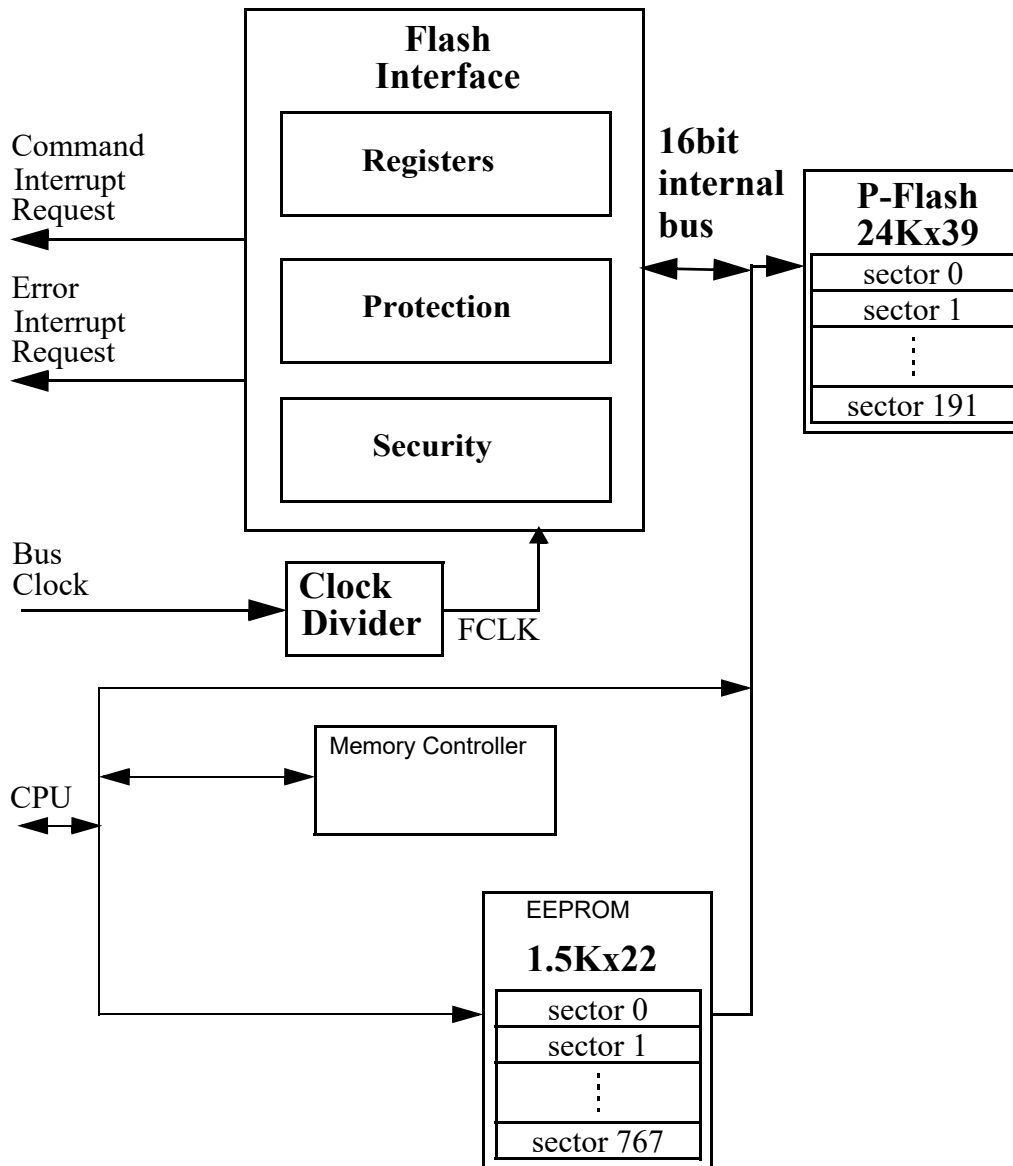 Flash
Interface
Registers
Protection
Security
Command
Interrupt
Request
Error
Interrupt
Request
16bit
internal
bus
P-Flash
24Kx39
sector 0
sector 1
sector 191
Bus
Clock
Clock
Divider
FCLK
Memory Controller
CPU
EEPROM
1.5Kx22
sector 0
sector 1
sector 767